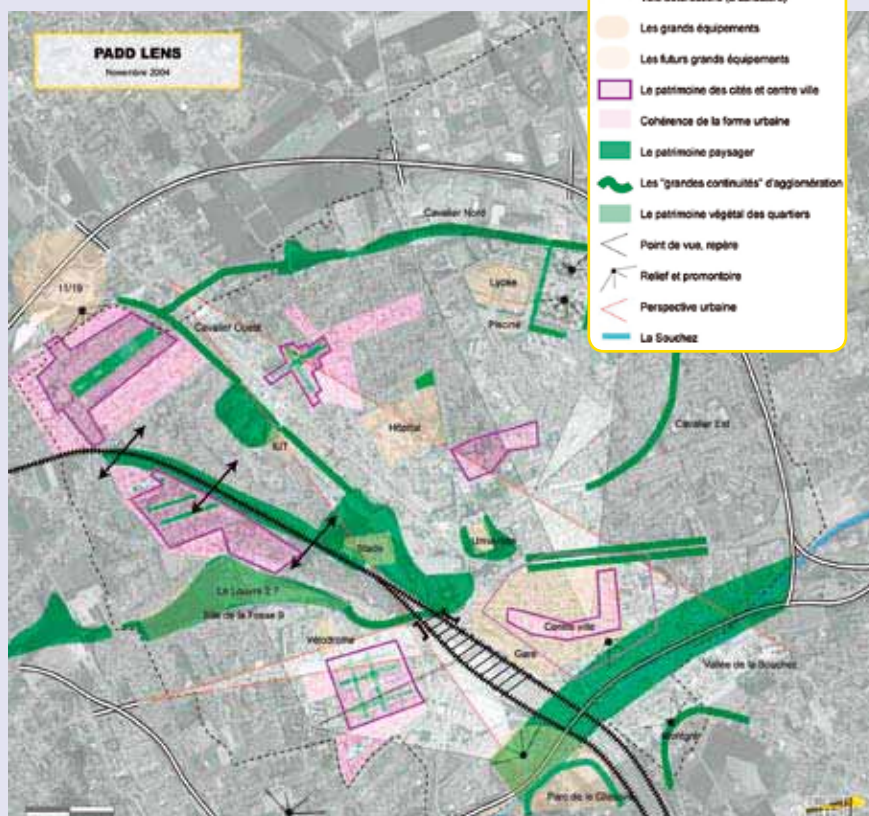 PADD LENS
Novembre 2004
Les grands équipements
Les futurs grands équipements
Le patrimoine des cités et centre ville
Cohérence de la forme urbaine
Le patrimoine paysager
Les "grandes continuités" d'agglomération
Le patrimoine végétal des quartiers
Point de vue, repère
Relief et promontoire
Perspective urbaine
La Souchez
Cavalier Nord
11/19
Lycée
Piscine
Cavalier Ouest
Hôpital
IUT
Cavalier Est
Stade
Université
Le Louvre 2 ?
Site de la Fosse 9
Centre ville
Vélodrome
Gare
Vallée de la Souchez
Montgré